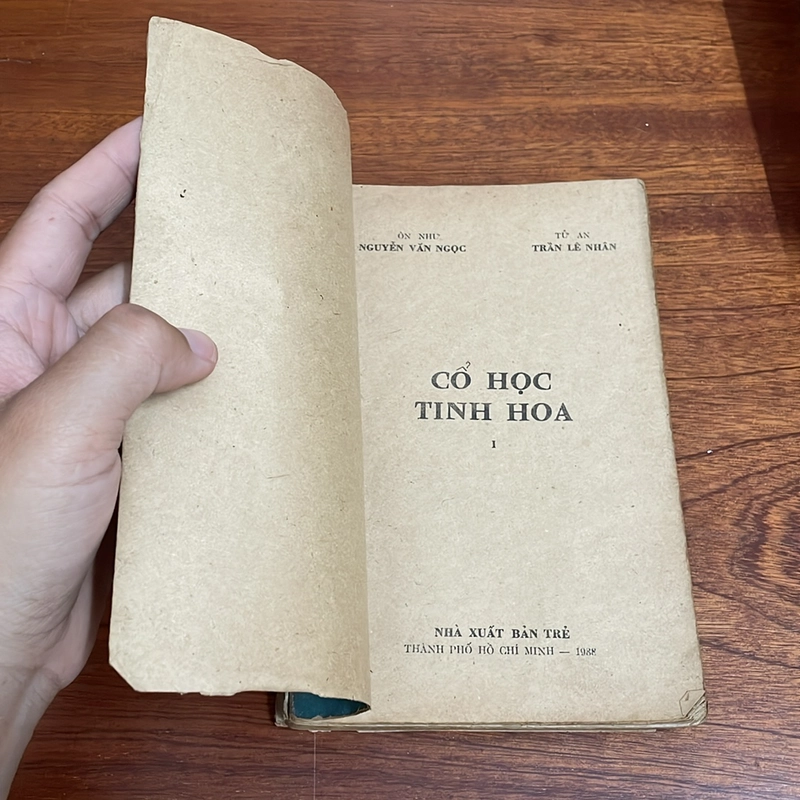 ÔN NHƯ
NGUYỄN VĂN NGỌC
TỬ AN
TRẦN LÊ NHÂN
CỔ HỌC
TINH HOA
I
NHÀ XUẤT BẢN TRẺ
THÀNH PHỐ HỒ CHÍ MINH — 1988